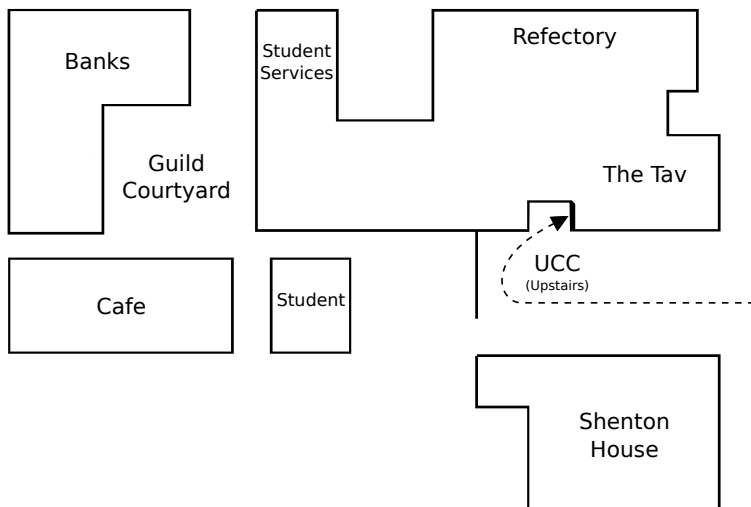 Banks
Student
Services
Refectory
Guild
Courtyard
The Tav
UCC
(Upstairs)
Cafe
Student
Shenton
House